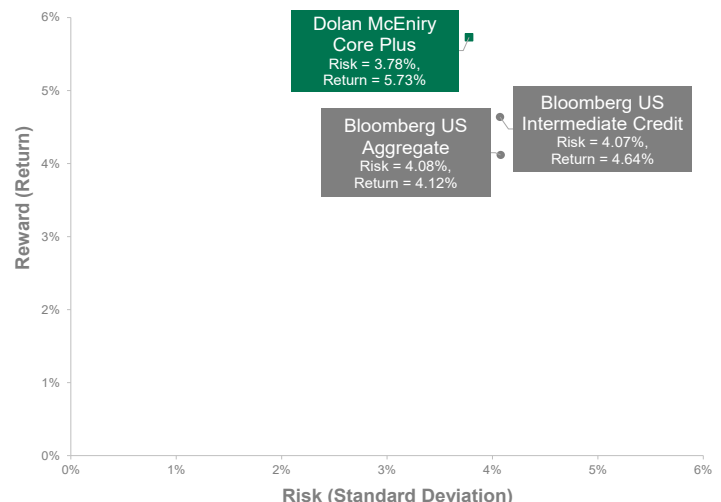 6%
5%
4%
3%
2%
1%
0%
Reward (Return)
Dolan McEniry
Core Plus
Risk = 3.78%,
Return = 5.73%
Bloomberg US
Aggregate
Risk = 4.08%,
Return = 4.12%
Bloomberg US
Intermediate Credit
Risk = 4.07%,
Return = 4.64%
0%
1%
2%
3%
4%
5%
6%
Risk (Standard Deviation)